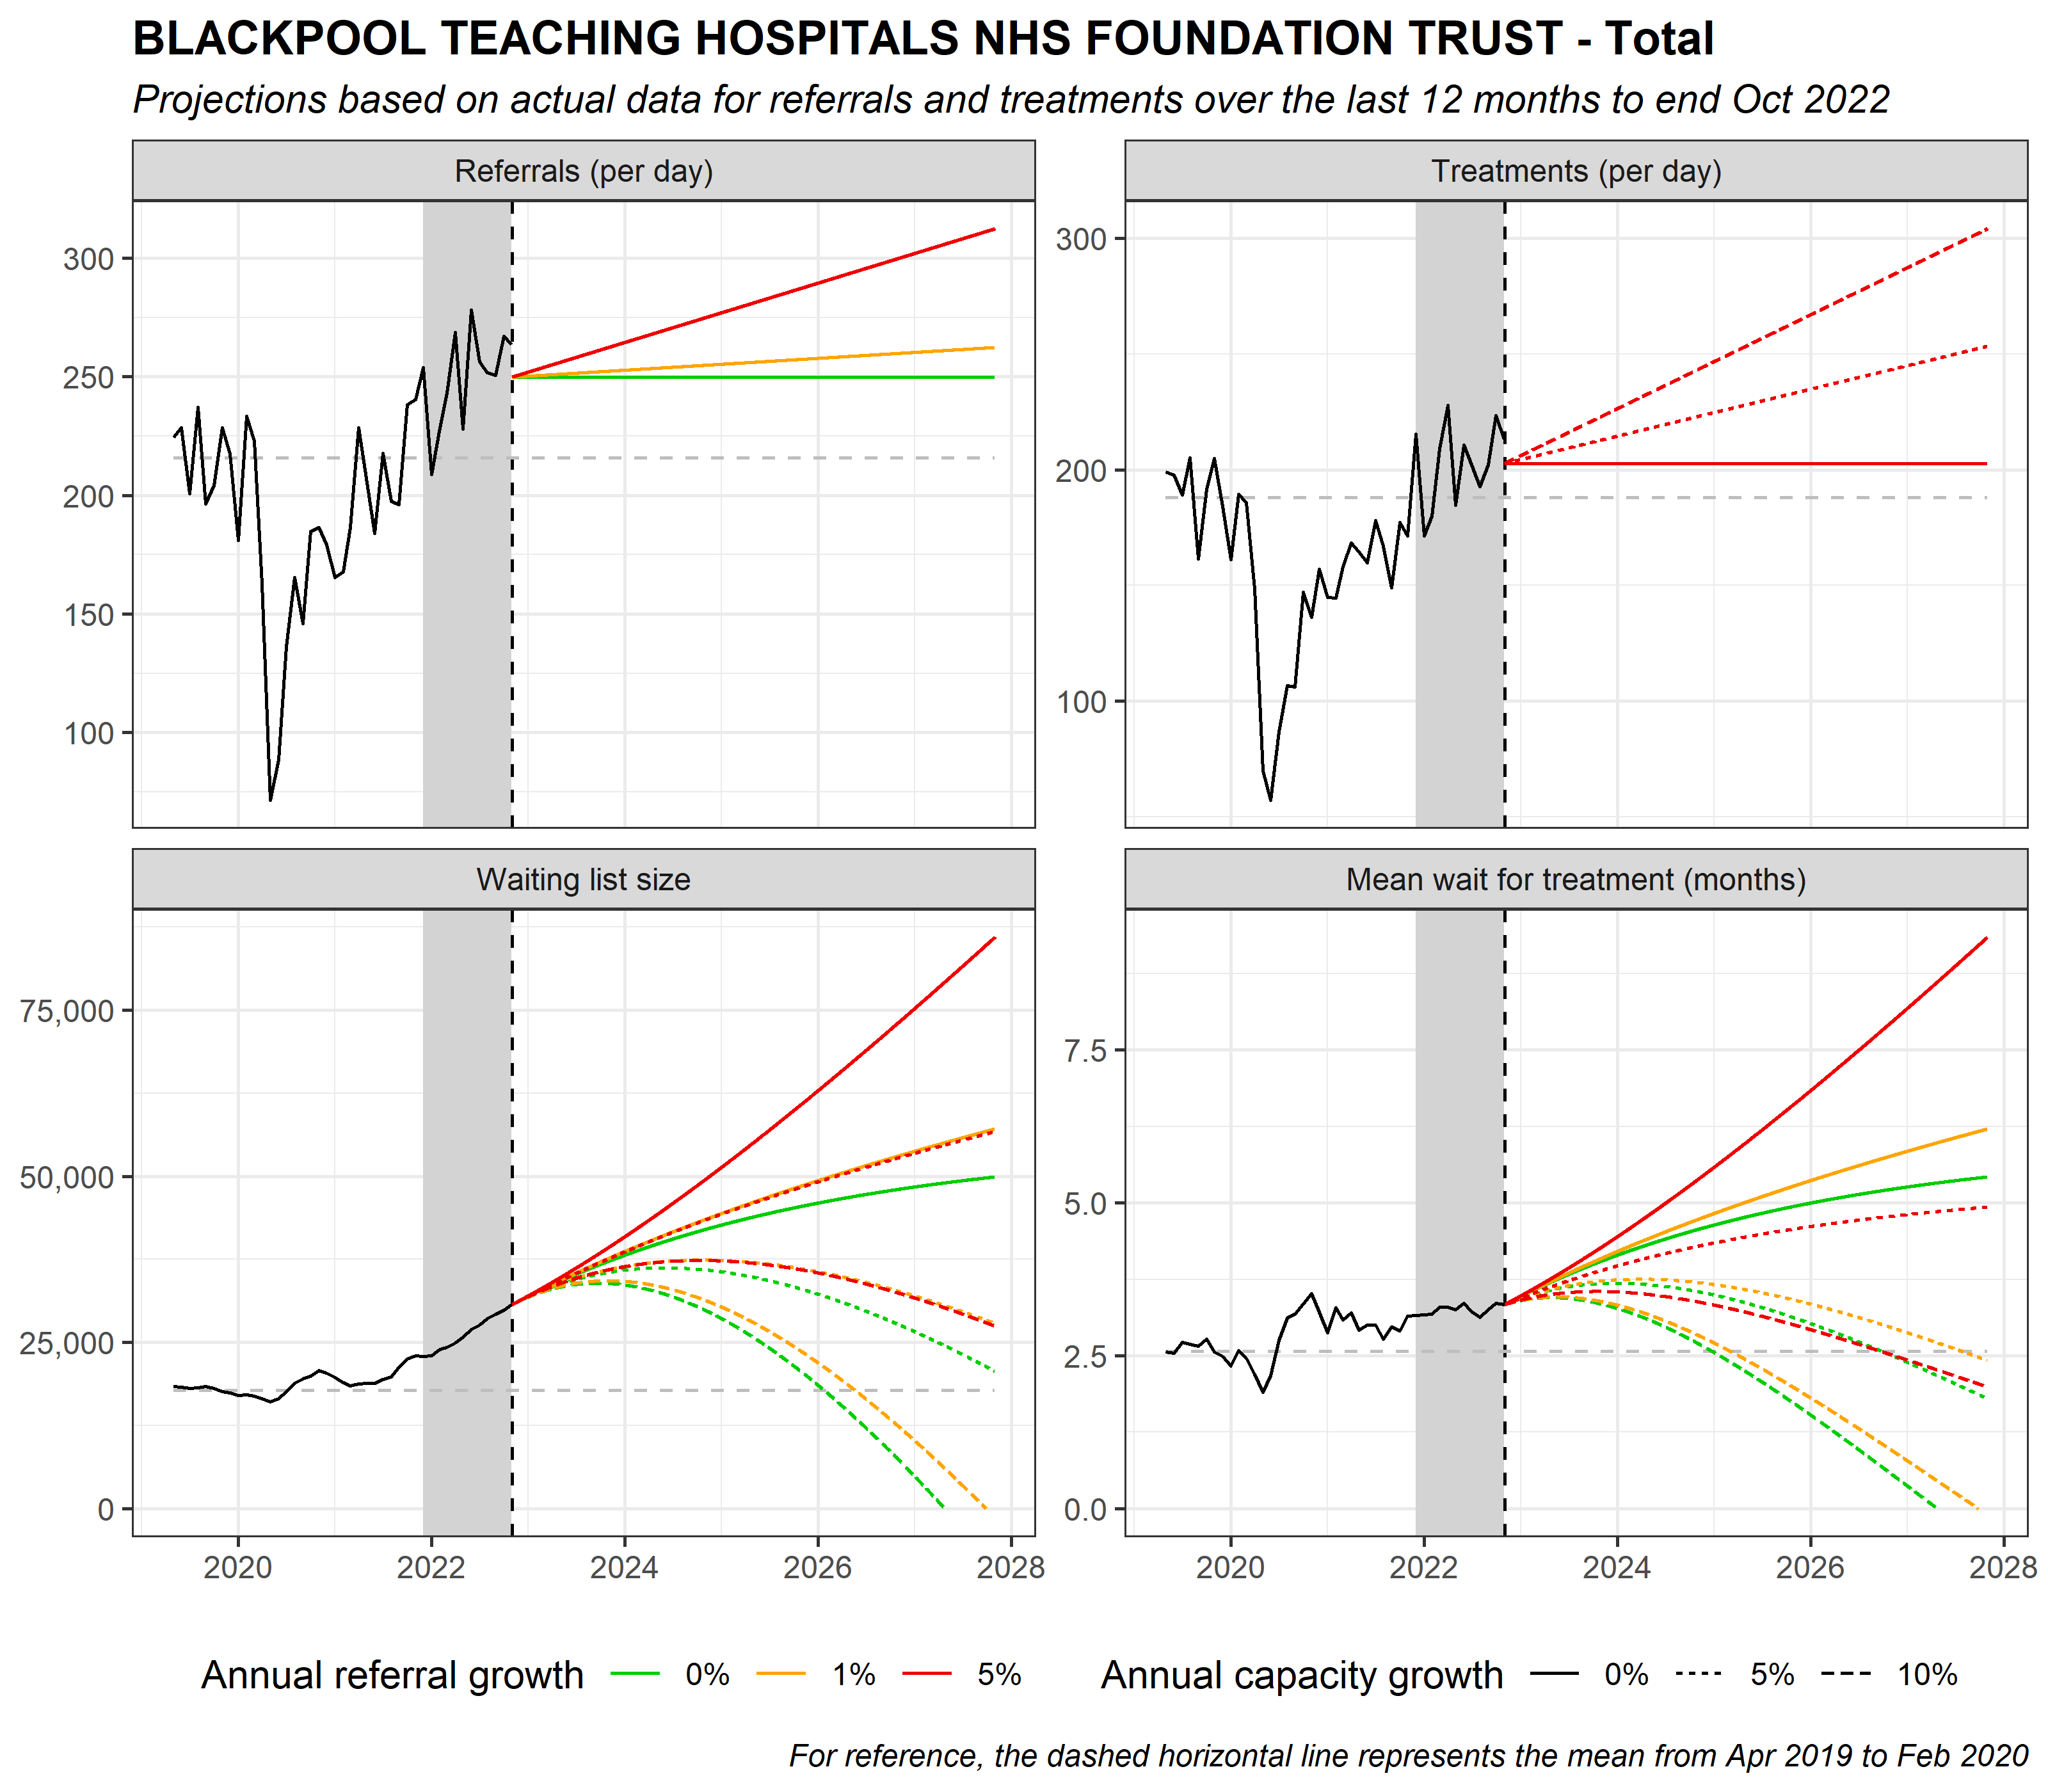 BLACKPOOL TEACHING HOSPITALS NHS FOUNDATION TRUST - Total
Projections based on actual data for referrals and treatments over the last 12 months to end Oct 2022
Referrals (per day)
300
250
200
150
100
Treatments (per day)
300
200
100
Waiting list size
75,000
50,000
25,000
0
2020 2022 2024 2026 2028
Mean wait for treatment (months)
7.5
5.0
2.5
0.0
2020 2022 2024 2026 2028
Annual referral growth 0% 1% 5%
Annual capacity growth 0% 5% 10%
For reference, the dashed horizontal line represents the mean from Apr 2019 to Feb 2020